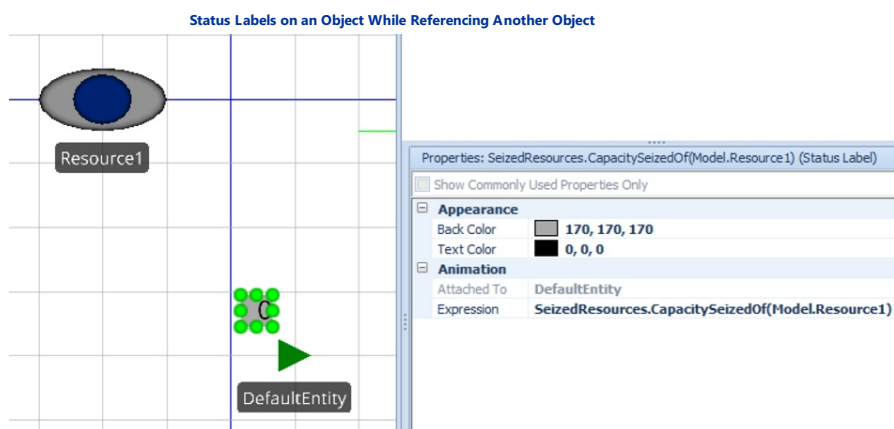 Status Labels on an Object While Referencing Another Object
Resource1
Properties: SeizedResources.CapacitySeizedOf(Model.Resource1) (Status Label)
Show Commonly Used Properties Only
Appearance
Back Color 170, 170, 170
Text Color 0, 0, 0
Animation
Attached To DefaultEntity
Expression SeizedResources.CapacitySeizedOf(Model.Resource1)
DefaultEntity